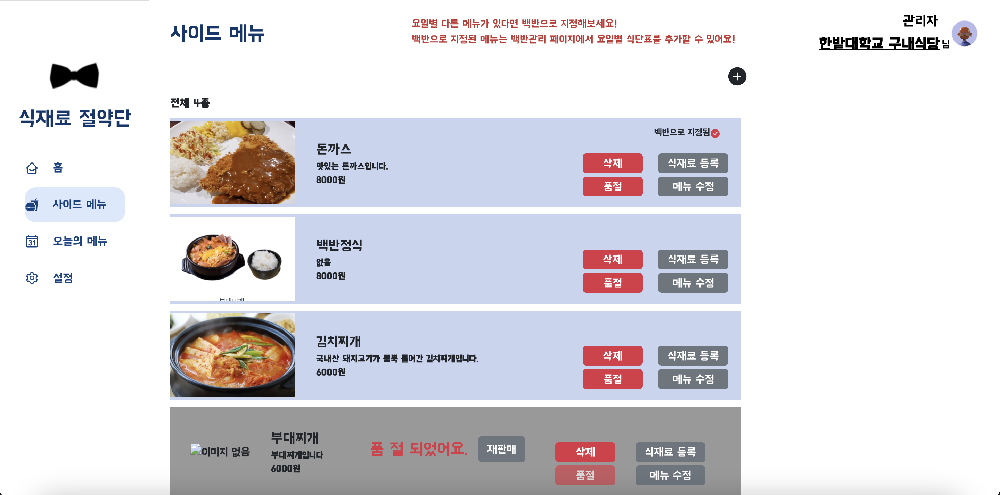 사이드 메뉴
요일별 다른 메뉴가 있다면 백반으로 지정해보세요!
백반으로 지정된 메뉴는 백반관리 페이지에서 요일별 식단표를 추가할 수 있어요!
관리자
한밭대학교 구내식당 님
식재료 절약단
홈
사이드 메뉴
31
오늘의 메뉴
설정
+
전체 4종
백반으로 지정됨
돈까스
맛있는 돈까스입니다.
8000원
삭제
식재료 등록
품절
메뉴 수정
부대찌개
백반정식
없음
8000원
삭제
식재료 등록
품절
메뉴 수정
김치찌개
국내산 돼지고기가 듬뿍 들어간 김치찌개입니다.
6000원
삭제
식재료 등록
품절
메뉴 수정
이미지 없음
부대찌개
부대찌개입니다
6000원
품 절 되었어요.
재판매
삭제
식재료 등록
품절
메뉴 수정